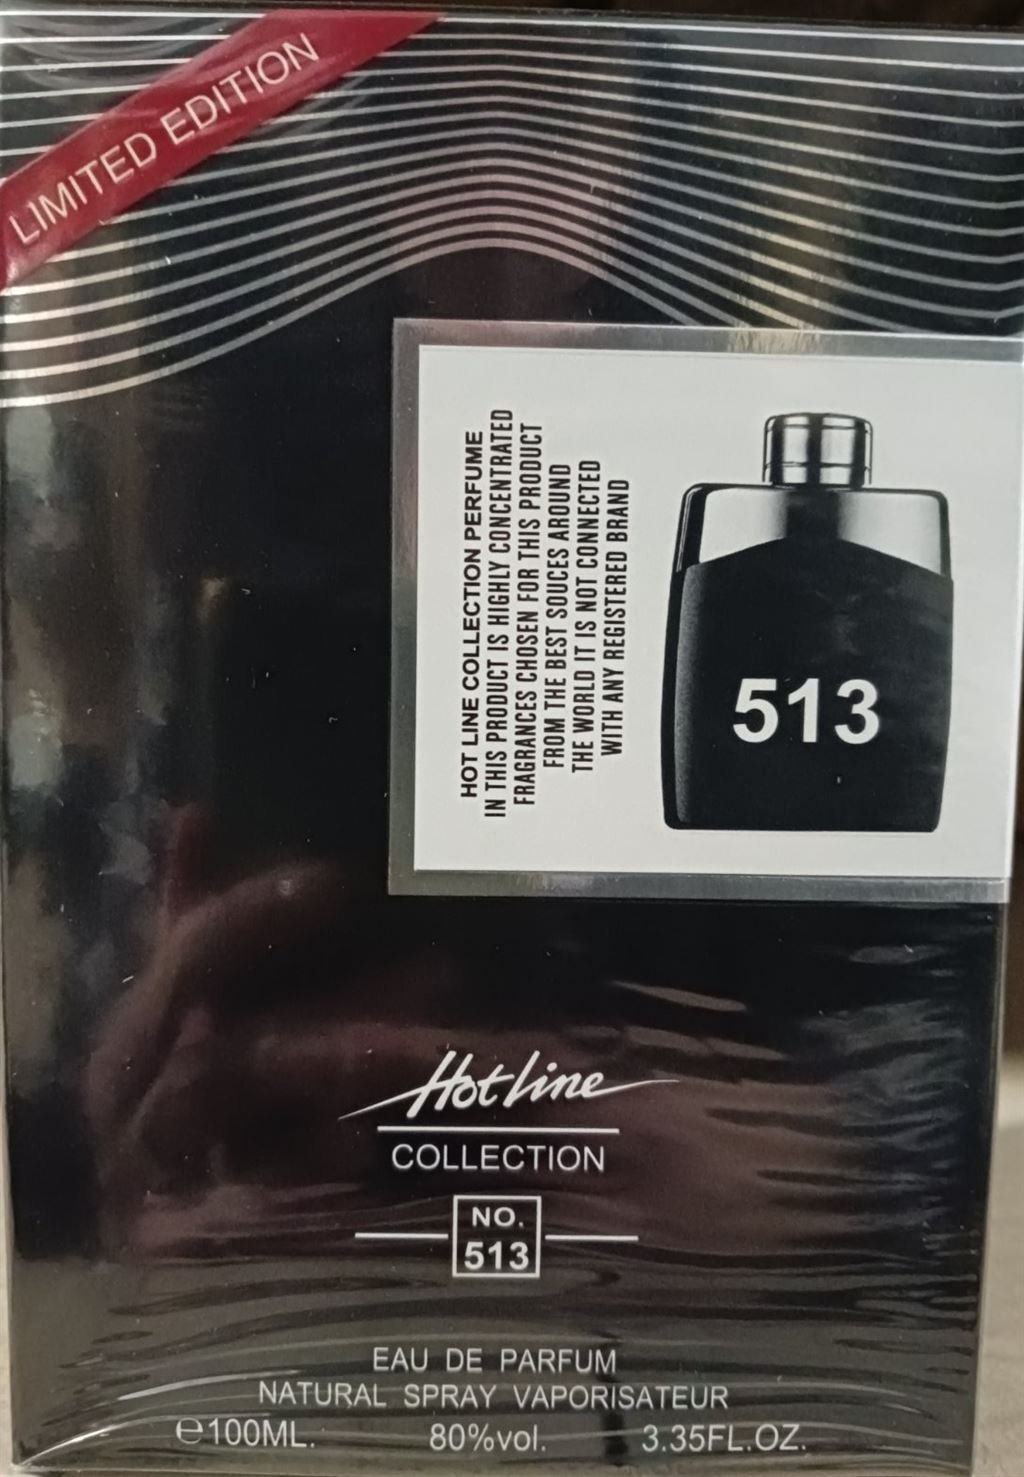 LIMITED EDITION
HOT LINE COLLECTION PERFUME
IN THIS PRODUCT IS HIGHLY CONCENTRATED
FRAGRANCES CHOSEN FOR THIS PRODUCT
FROM THE BEST SOUCES AROUND
THE WORLD IT IS NOT CONNECTED
WITH ANY REGISTERED BRAND
513
Hot line
COLLECTION
NO.
513
EAU DE PARFUM
NATURAL SPRAY VAPORISATEUR
℮100ML. 80%vol. 3.35FL.OZ.